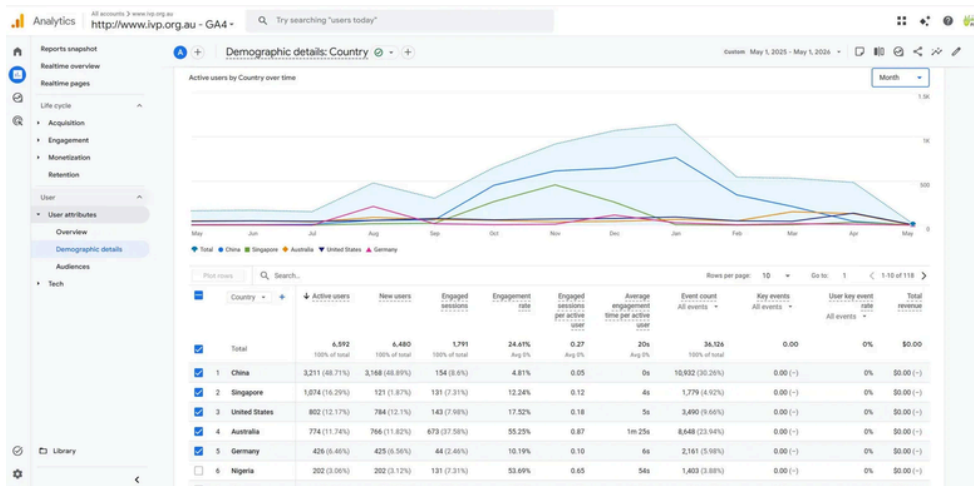 All accounts > www.ivp.org.au
Analytics
http://www.ivp.org.au - GA4
Try searching "users today"
Reports snapshot
Realtime overview
Realtime pages
Life cycle
Acquisition
Engagement
Monetization
Retention
User
User attributes
Overview
Demographic details
Audiences
Tech
Library
A
Demographic details: Country
Custom May 1, 2025 - May 1, 2026
Active users by Country over time
Month
1.5K
1K
500
0
May Jun Jul Aug Sep Oct Nov Dec Jan Feb Mar Apr May
Total China Singapore Australia United States Germany
Plot rows Search... Rows per page: 10 Go to: 1 1-10 of 118
Country + Active users New users Engaged sessions Engagement rate Engaged sessions per active user Average engagement time per active user Event count All events Key events All events User key event rate All events Total revenue
Total 6,592 6,480 1,791 24.61% 0.27 20s 36,126 0.00 0% $0.00
100% of total 100% of total 100% of total Avg 0% Avg 0% Avg 0% 100% of total
1 China 3,211 (48.71%) 3,168 (48.89%) 154 (8.6%) 4.81% 0.05 0s 10,932 (30.26%) 0.00 (–) 0% $0.00 (–)
2 Singapore 1,074 (16.29%) 121 (1.87%) 131 (7.31%) 12.24% 0.12 4s 1,779 (4.92%) 0.00 (–) 0% $0.00 (–)
3 United States 802 (12.17%) 784 (12.1%) 143 (7.98%) 17.52% 0.18 5s 3,490 (9.66%) 0.00 (–) 0% $0.00 (–)
4 Australia 774 (11.74%) 766 (11.82%) 673 (37.58%) 55.25% 0.87 1m 25s 8,648 (23.94%) 0.00 (–) 0% $0.00 (–)
5 Germany 426 (6.46%) 425 (6.56%) 44 (2.46%) 10.19% 0.10 6s 2,161 (5.98%) 0.00 (–) 0% $0.00 (–)
6 Nigeria 202 (3.06%) 202 (3.12%) 131 (7.31%) 53.69% 0.65 54s 1,403 (3.88%) 0.00 (–) 0% $0.00 (–)